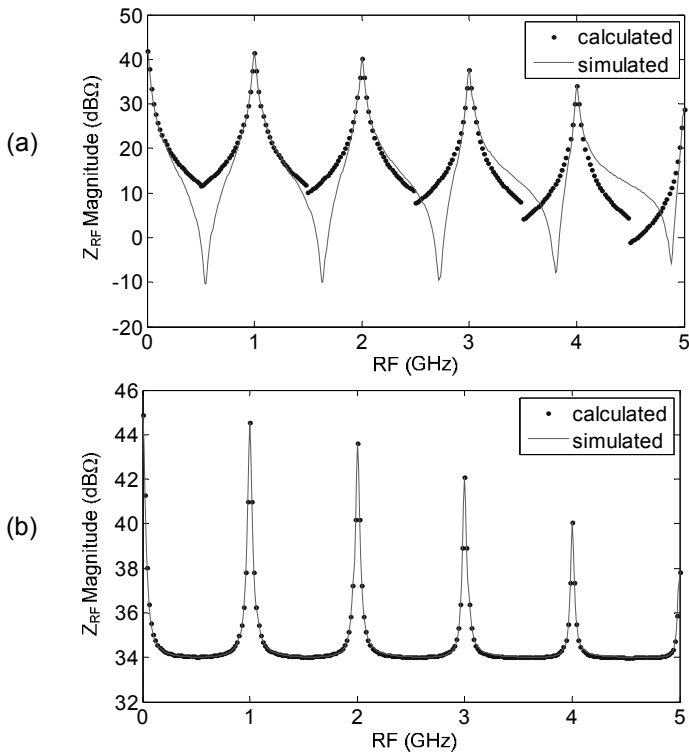 (a)
Z_RF Magnitude (dBΩ)
50
40
30
20
10
0
-10
-20
0
1
2
3
4
5
RF (GHz)
calculated
simulated
(b)
Z_RF Magnitude (dBΩ)
46
44
42
40
38
36
34
32
0
1
2
3
4
5
RF (GHz)
calculated
simulated